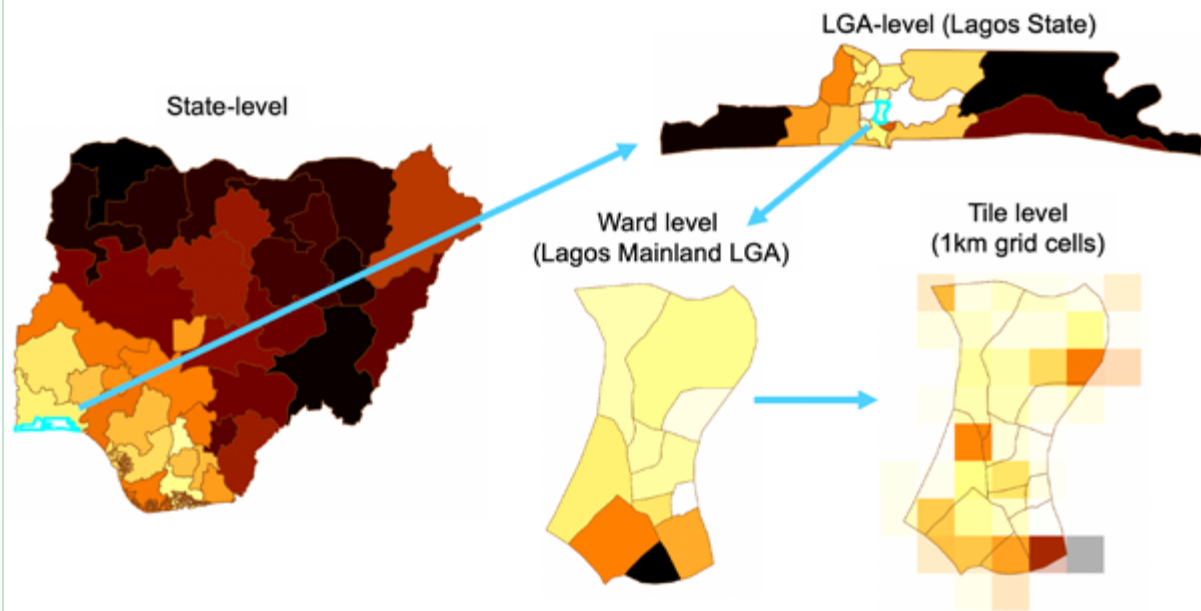 LGA-level (Lagos State)
State-level
Ward level
(Lagos Mainland LGA)
Tile level
(1km grid cells)